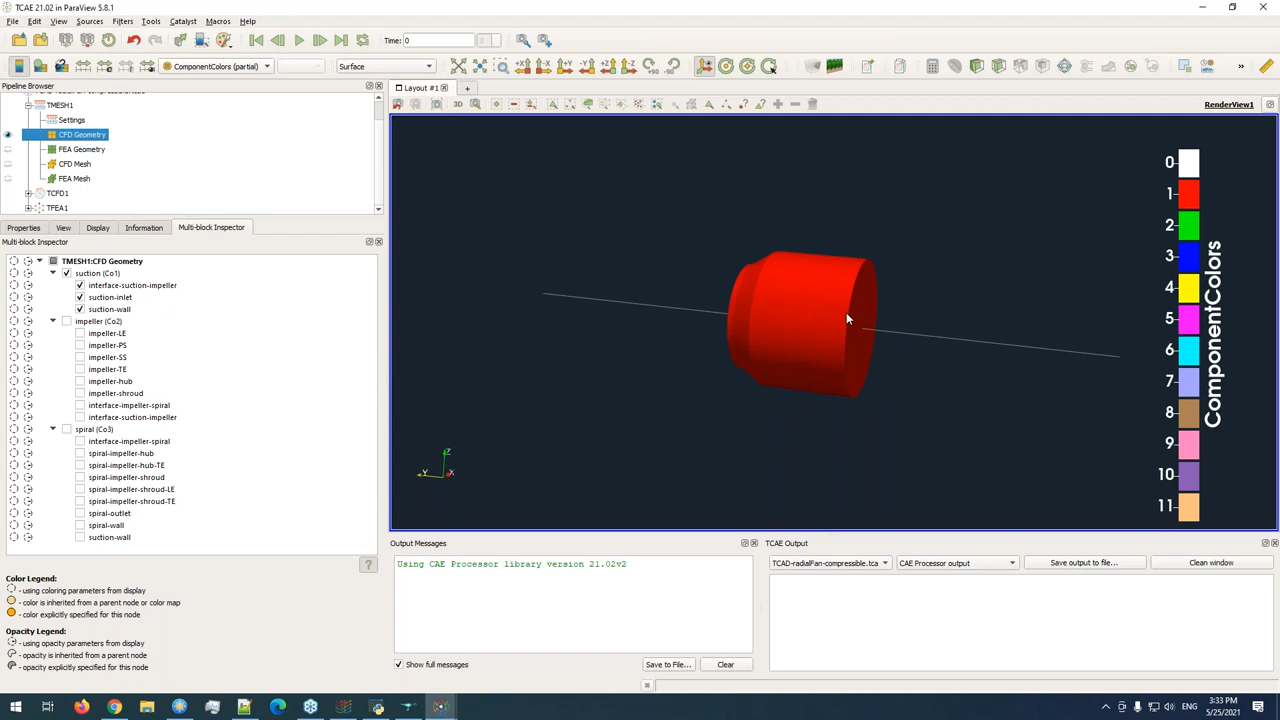 TCAE 21.02 in ParaView 5.8.1
File Edit View Sources Filters Tools Catalyst Macros Help
Time: 0
ComponentColors (partial)
Surface
Pipeline Browser
TMESH1
Settings
CFD Geometry
FEA Geometry
CFD Mesh
FEA Mesh
TCFD1
TFEA1
Properties View Display Information Multi-block Inspector
Multi-block Inspector
TMESH1:CFD Geometry
suction (Co1)
interface-suction-impeller
suction-inlet
suction-wall
impeller (Co2)
impeller-LE
impeller-PS
impeller-SS
impeller-TE
impeller-hub
impeller-shroud
interface-impeller-spiral
interface-suction-impeller
spiral (Co3)
interface-impeller-spiral
spiral-impeller-hub
spiral-impeller-hub-TE
spiral-impeller-shroud
spiral-impeller-shroud-LE
spiral-impeller-shroud-TE
spiral-outlet
spiral-wall
suction-wall
?
Color Legend:
- using coloring parameters from display
- color is inherited from a parent node or color map
- color explicitly specified for this node
Opacity Legend:
- using opacity parameters from display
- opacity is inherited from a parent node
- opacity explicitly specified for this node
Layout #1
+
3D
RenderView1
0
1
2
3
4
5
6
7
8
9
10
11
ComponentColors
Z
Y
X
Output Messages
Using CAE Processor library version 21.02v2
Show full messages
Save to File...
Clear
TCAE Output
TCAD-radialFan-compressible.tca
CAE Processor output
Save output to file...
Clean window
ENG
3:33 PM
5/25/2021